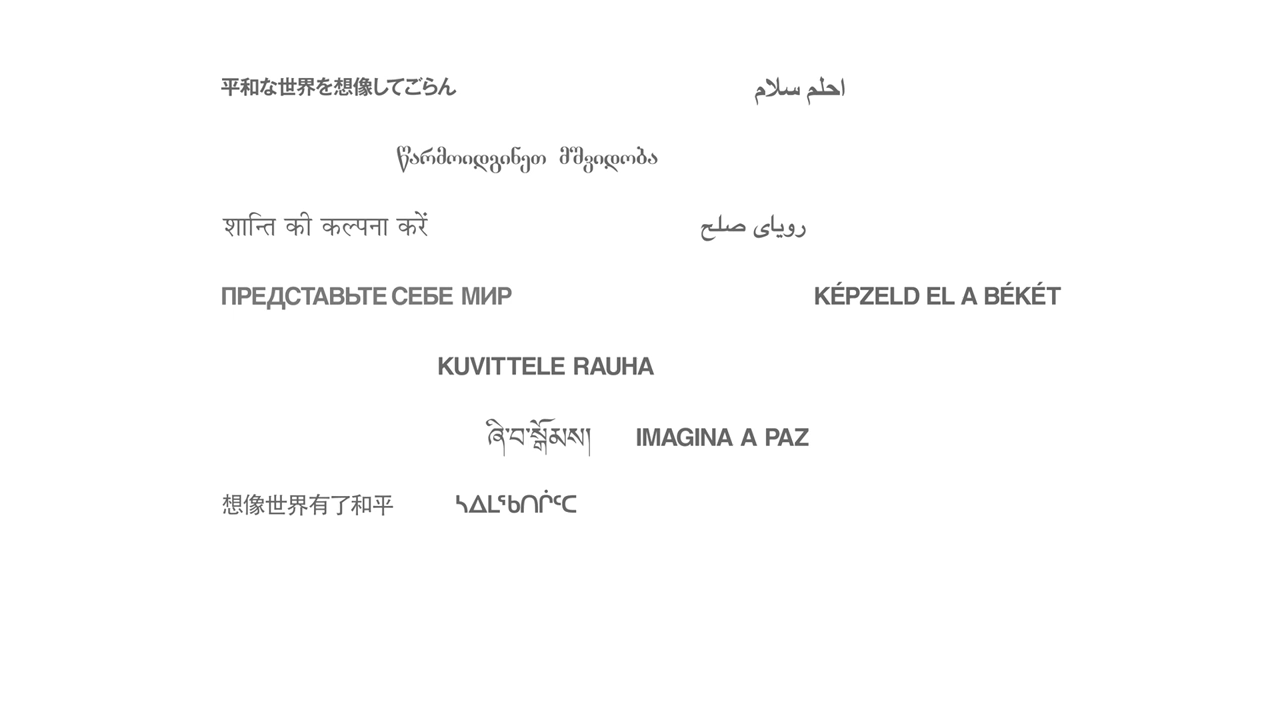 平和な世界を想像してごらん
احلم سلام
წარმოიდგინეთ მშვიდობა
शान्ति की कल्पना करें
رویای صلح
ПРЕДСТАВЬТЕ СЕБЕ МИР
KÉPZELD EL A BÉKÉT
KUVITTELE RAUHA
ཞི་བ་སྒོམས།
IMAGINA A PAZ
想像世界有了和平
ᓴᐃᒪᖃᑎᒌᑦᑕ